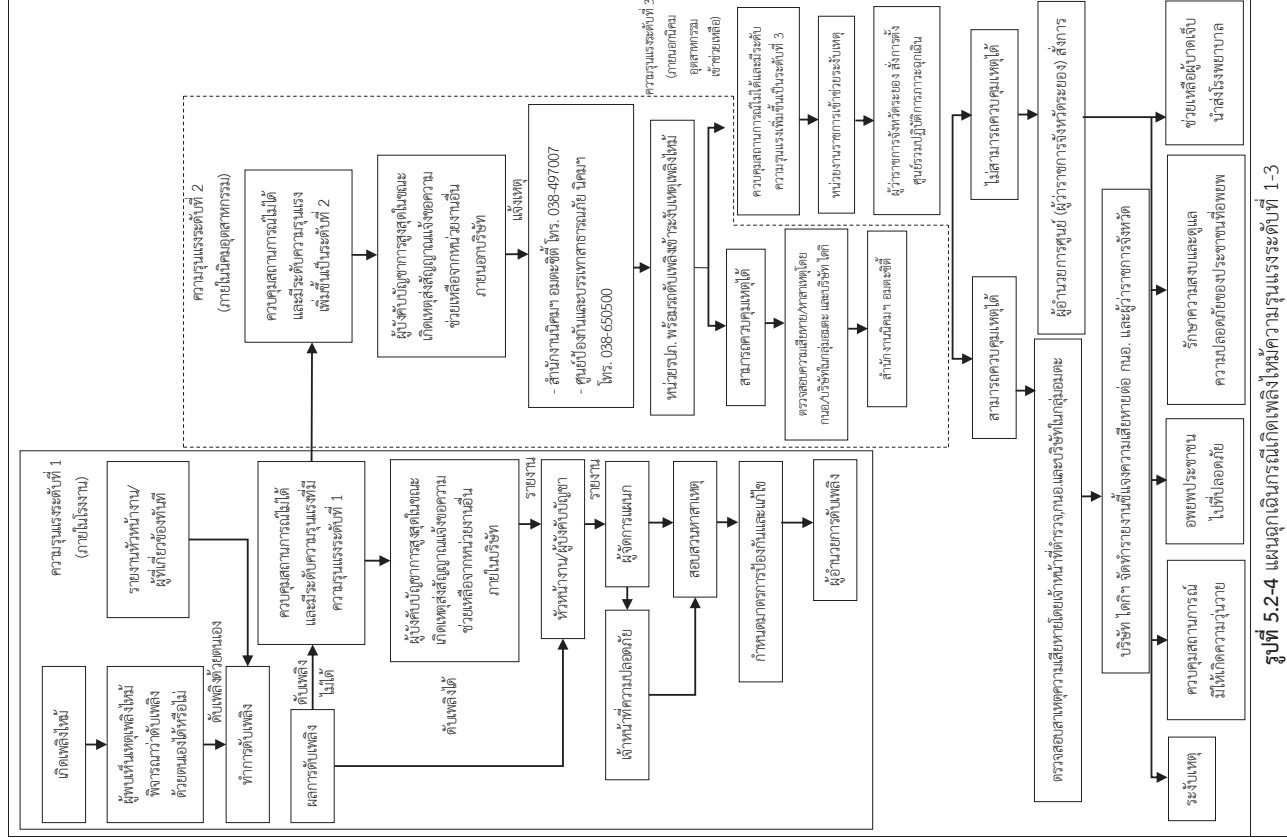 ความรุนแรงระดับที่ 1
(ภายในโรงงาน)
เกิดเพลิงไหม้
รายงานหัวหน้างาน/
ผู้ที่เกี่ยวข้องทันที
ผู้พบเห็นเหตุเพลิงไหม้
พิจารณาว่าดับเพลิง
ด้วยตนเองได้หรือไม่
ดับเพลิงด้วยตนเอง
ทำการดับเพลิง
ผลการดับเพลิง
ดับเพลิง
ไม่ได้
ควบคุมสถานการณ์ไม่ได้
และมีระดับความรุนแรงที่มี
ความรุนแรงระดับที่ 1
ผู้บังคับบัญชาการสูงสุดในขณะ
เกิดเหตุส่งสัญญาณแจ้งขอความ
ช่วยเหลือจากหน่วยงานอื่น
ภายในบริษัท
ดับเพลิงได้
รายงาน
หัวหน้างาน/ผู้บังคับบัญชา
รายงาน
ผู้จัดการแผนก
เจ้าหน้าที่ความปลอดภัย
สอบสวนหาสาเหตุ
กำหนดมาตรการป้องกันและแก้ไข
ผู้อำนวยการดับเพลิง
ความรุนแรงระดับที่ 2
(ภายในนิคมอุตสาหกรรม)
ควบคุมสถานการณ์ไม่ได้
และมีระดับความรุนแรง
เพิ่มขึ้นเป็นระดับที่ 2
ผู้บังคับบัญชาการสูงสุดในขณะ
เกิดเหตุส่งสัญญาณแจ้งขอความ
ช่วยเหลือจากหน่วยงานอื่น
ภายนอกบริษัท
แจ้งเหตุ
- สำนักงานนิคมฯ อมตะซิตี้ โทร. 038-497007
- ศูนย์ป้องกันและบรรเทาสาธารณภัย นิคมฯ
โทร. 038-650500
หน่วยรปภ. พร้อมรถดับเพลิงเข้าระงับเหตุเพลิงไหม้
สามารถควบคุมเหตุได้
ตรวจสอบความเสียหาย/หาสาเหตุโดย
กนอ/บริษัทในกลุ่มอมตะ และบริษัท ไดกิ
สำนักงานนิคมฯ อมตะซิตี้
ความรุนแรงระดับที่ 3
(ภายนอกนิคม
อุตสาหกรรม
เข้าช่วยเหลือ)
ควบคุมสถานการณ์ไม่ได้และมีระดับ
ความรุนแรงเพิ่มขึ้นเป็นระดับที่ 3
หน่วยงานราชการเข้าช่วยระงับเหตุ
ผู้ว่าราชการจังหวัดระยอง สั่งการตั้ง
ศูนย์รวมปฏิบัติการภาวะฉุกเฉิน
สามารถควบคุมเหตุได้
ไม่สามารถควบคุมเหตุได้
ตรวจสอบสาเหตุความเสียหายโดยเจ้าหน้าที่ตำรวจ,กนอ.และบริษัทในกลุ่มอมตะ
ผู้อำนวยการศูนย์ (ผู้ว่าราชการจังหวัดระยอง) สั่งการ
บริษัท ไดกิฯ จัดทำรายงานชี้แจงความเสียหายต่อ กนอ. และผู้ว่าราชการจังหวัด
ระงับเหตุ
ควบคุมสถานการณ์
มิให้เกิดความวุ่นวาย
อพยพประชาชน
ไปที่ปลอดภัย
รักษาความสงบและดูแล
ความปลอดภัยของประชาชนที่อพยพ
ช่วยเหลือผู้บาดเจ็บ
นำส่งโรงพยาบาล
รูปที่ 5.2-4 แผนฉุกเฉินกรณีเกิดเพลิงไหม้ความรุนแรงระดับที่ 1-3